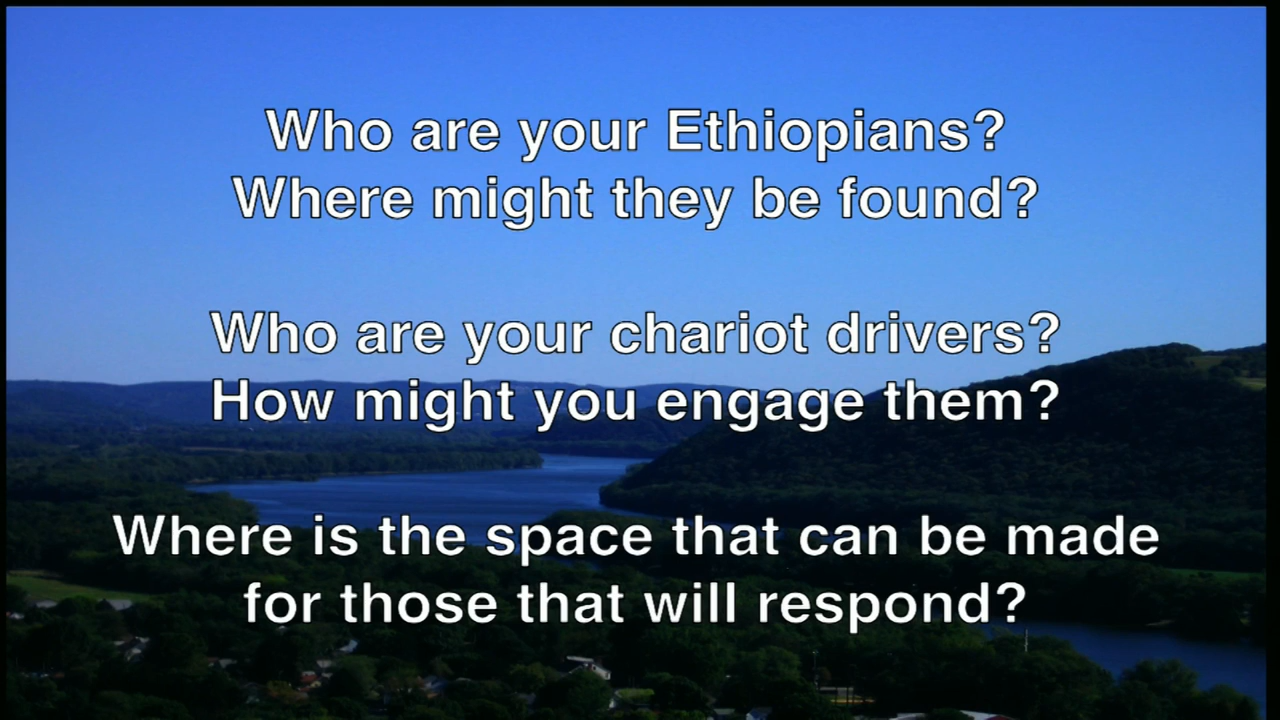 Who are your Ethiopians?
Where might they be found?
Who are your chariot drivers?
How might you engage them?
Where is the space that can be made
for those that will respond?